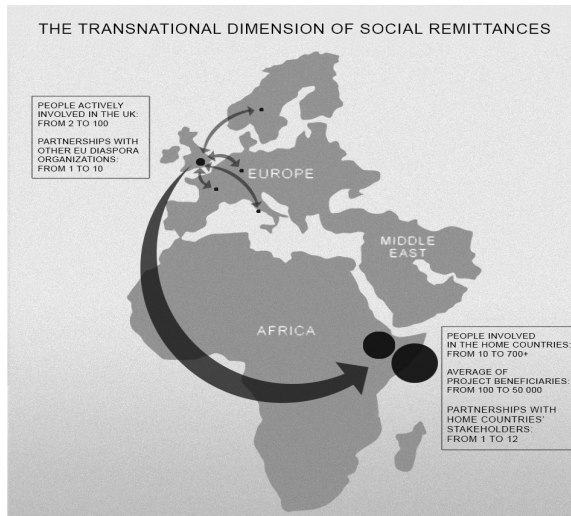 THE TRANSNATIONAL DIMENSION OF SOCIAL REMITTANCES
PEOPLE ACTIVELY
INVOLVED IN THE UK:
FROM 2 TO 100
PARTNERSHIPS WITH
OTHER EU DIASPORA
ORGANIZATIONS:
FROM 1 TO 10
EUROPE
MIDDLE
EAST
AFRICA
PEOPLE INVOLVED
IN THE HOME COUNTRIES:
FROM 10 TO 700+
AVERAGE OF
PROJECT BENEFICIARIES:
FROM 100 TO 50 000
PARTNERSHIPS WITH
HOME COUNTRIES'
STAKEHOLDERS:
FROM 1 TO 12